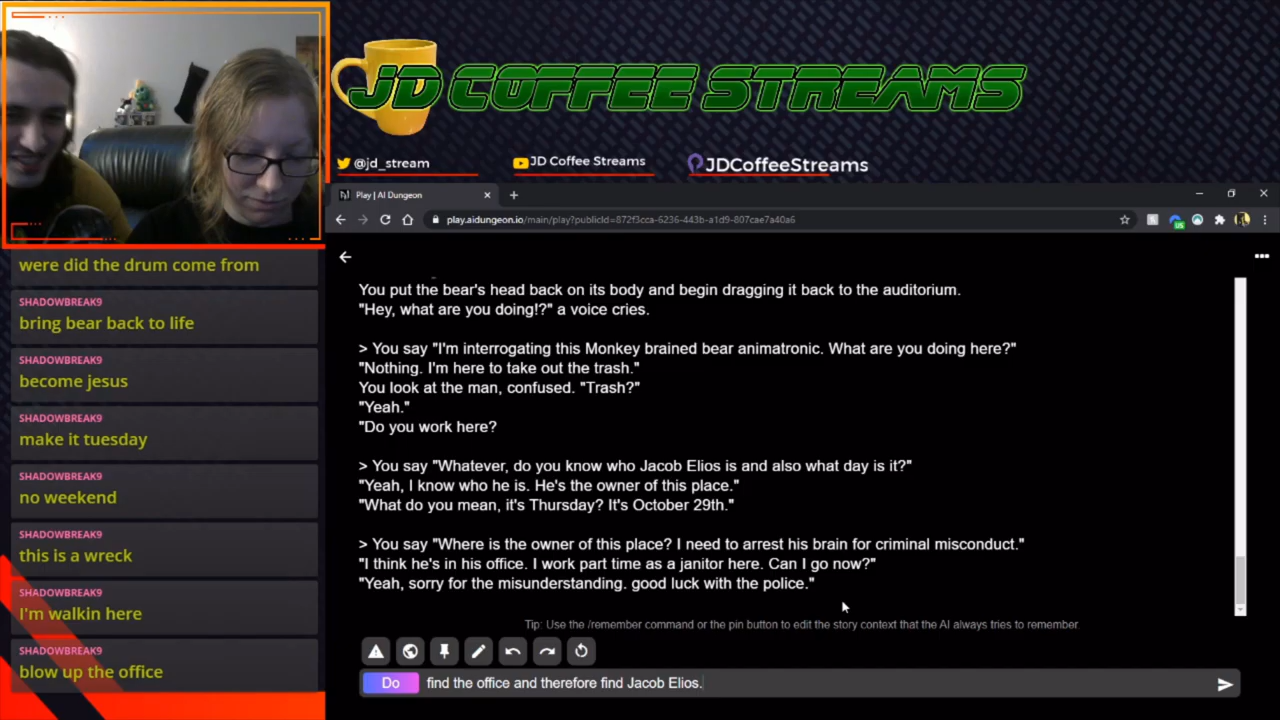 JD COFFEE STREAMS
@jd_stream
JD Coffee Streams
JDCoffeeStreams
Play | AI Dungeon
play.aidungeon.io/main/play?publicId=872f3cca-6236-443b-a1d9-807cae7a40a6
were did the drum come from
SHADOWBREAK9
bring bear back to life
SHADOWBREAK9
become jesus
SHADOWBREAK9
make it tuesday
SHADOWBREAK9
no weekend
SHADOWBREAK9
this is a wreck
SHADOWBREAK9
I'm walkin here
SHADOWBREAK9
blow up the office
You put the bear's head back on its body and begin dragging it back to the auditorium.
"Hey, what are you doing!?" a voice cries.
> You say "I'm interrogating this Monkey brained bear animatronic. What are you doing here?"
"Nothing. I'm here to take out the trash."
You look at the man, confused. "Trash?"
"Yeah."
"Do you work here?
> You say "Whatever, do you know who Jacob Elios is and also what day is it?"
"Yeah, I know who he is. He's the owner of this place."
"What do you mean, it's Thursday? It's October 29th."
> You say "Where is the owner of this place? I need to arrest his brain for criminal misconduct."
"I think he's in his office. I work part time as a janitor here. Can I go now?"
"Yeah, sorry for the misunderstanding. good luck with the police."
Tip: Use the /remember command or the pin button to edit the story context that the AI always tries to remember.
Do
find the office and therefore find Jacob Elios.